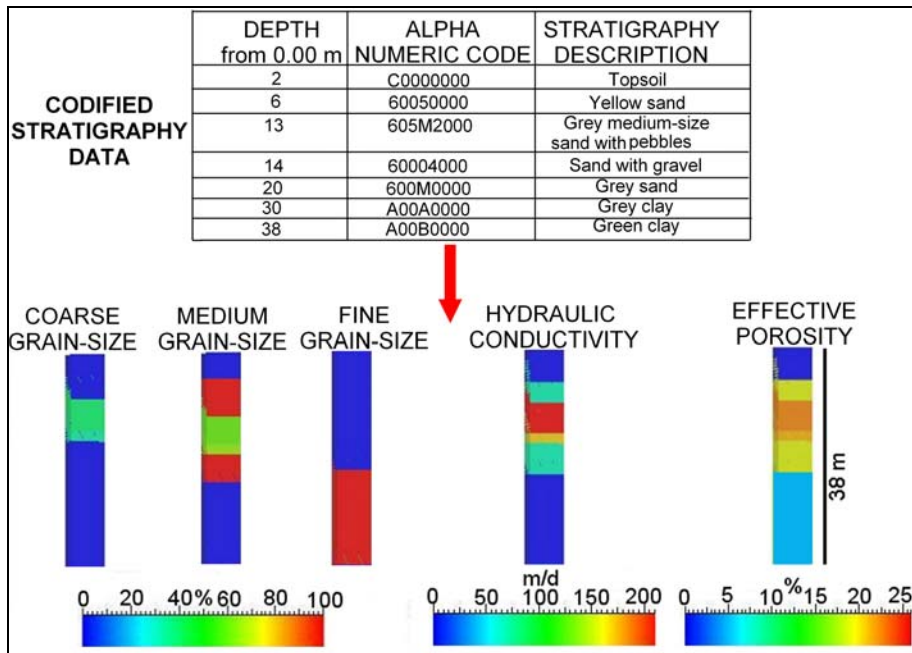 DEPTH
from 0.00 m
ALPHA
NUMERIC CODE
STRATIGRAPHY
DESCRIPTION
CODIFIED
STRATIGRAPHY
DATA
2 C0000000 Topsoil
6 60050000 Yellow sand
13 605M2000 Grey medium-size
sand with pebbles
14 60004000 Sand with gravel
20 600M0000 Grey sand
30 A00A0000 Grey clay
38 A00B0000 Green clay
COARSE
GRAIN-SIZE
MEDIUM
GRAIN-SIZE
FINE
GRAIN-SIZE
HYDRAULIC
CONDUCTIVITY
EFFECTIVE
POROSITY
38 m
0 20 40 % 60 80 100
m/d
0 50 100 150 200
%
0 5 10 15 20 25